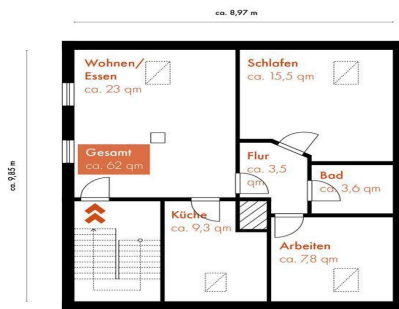 ca. 8,97 m
ca. 9,85 m
Wohnen/
Essen
ca. 23 qm
Schlafen
ca. 15,5 qm
Gesamt
ca. 62 qm
Flur
ca. 3,5
qm
Bad
ca. 3,6 qm
Küche
ca. 9,3 qm
Arbeiten
ca. 7,8 qm